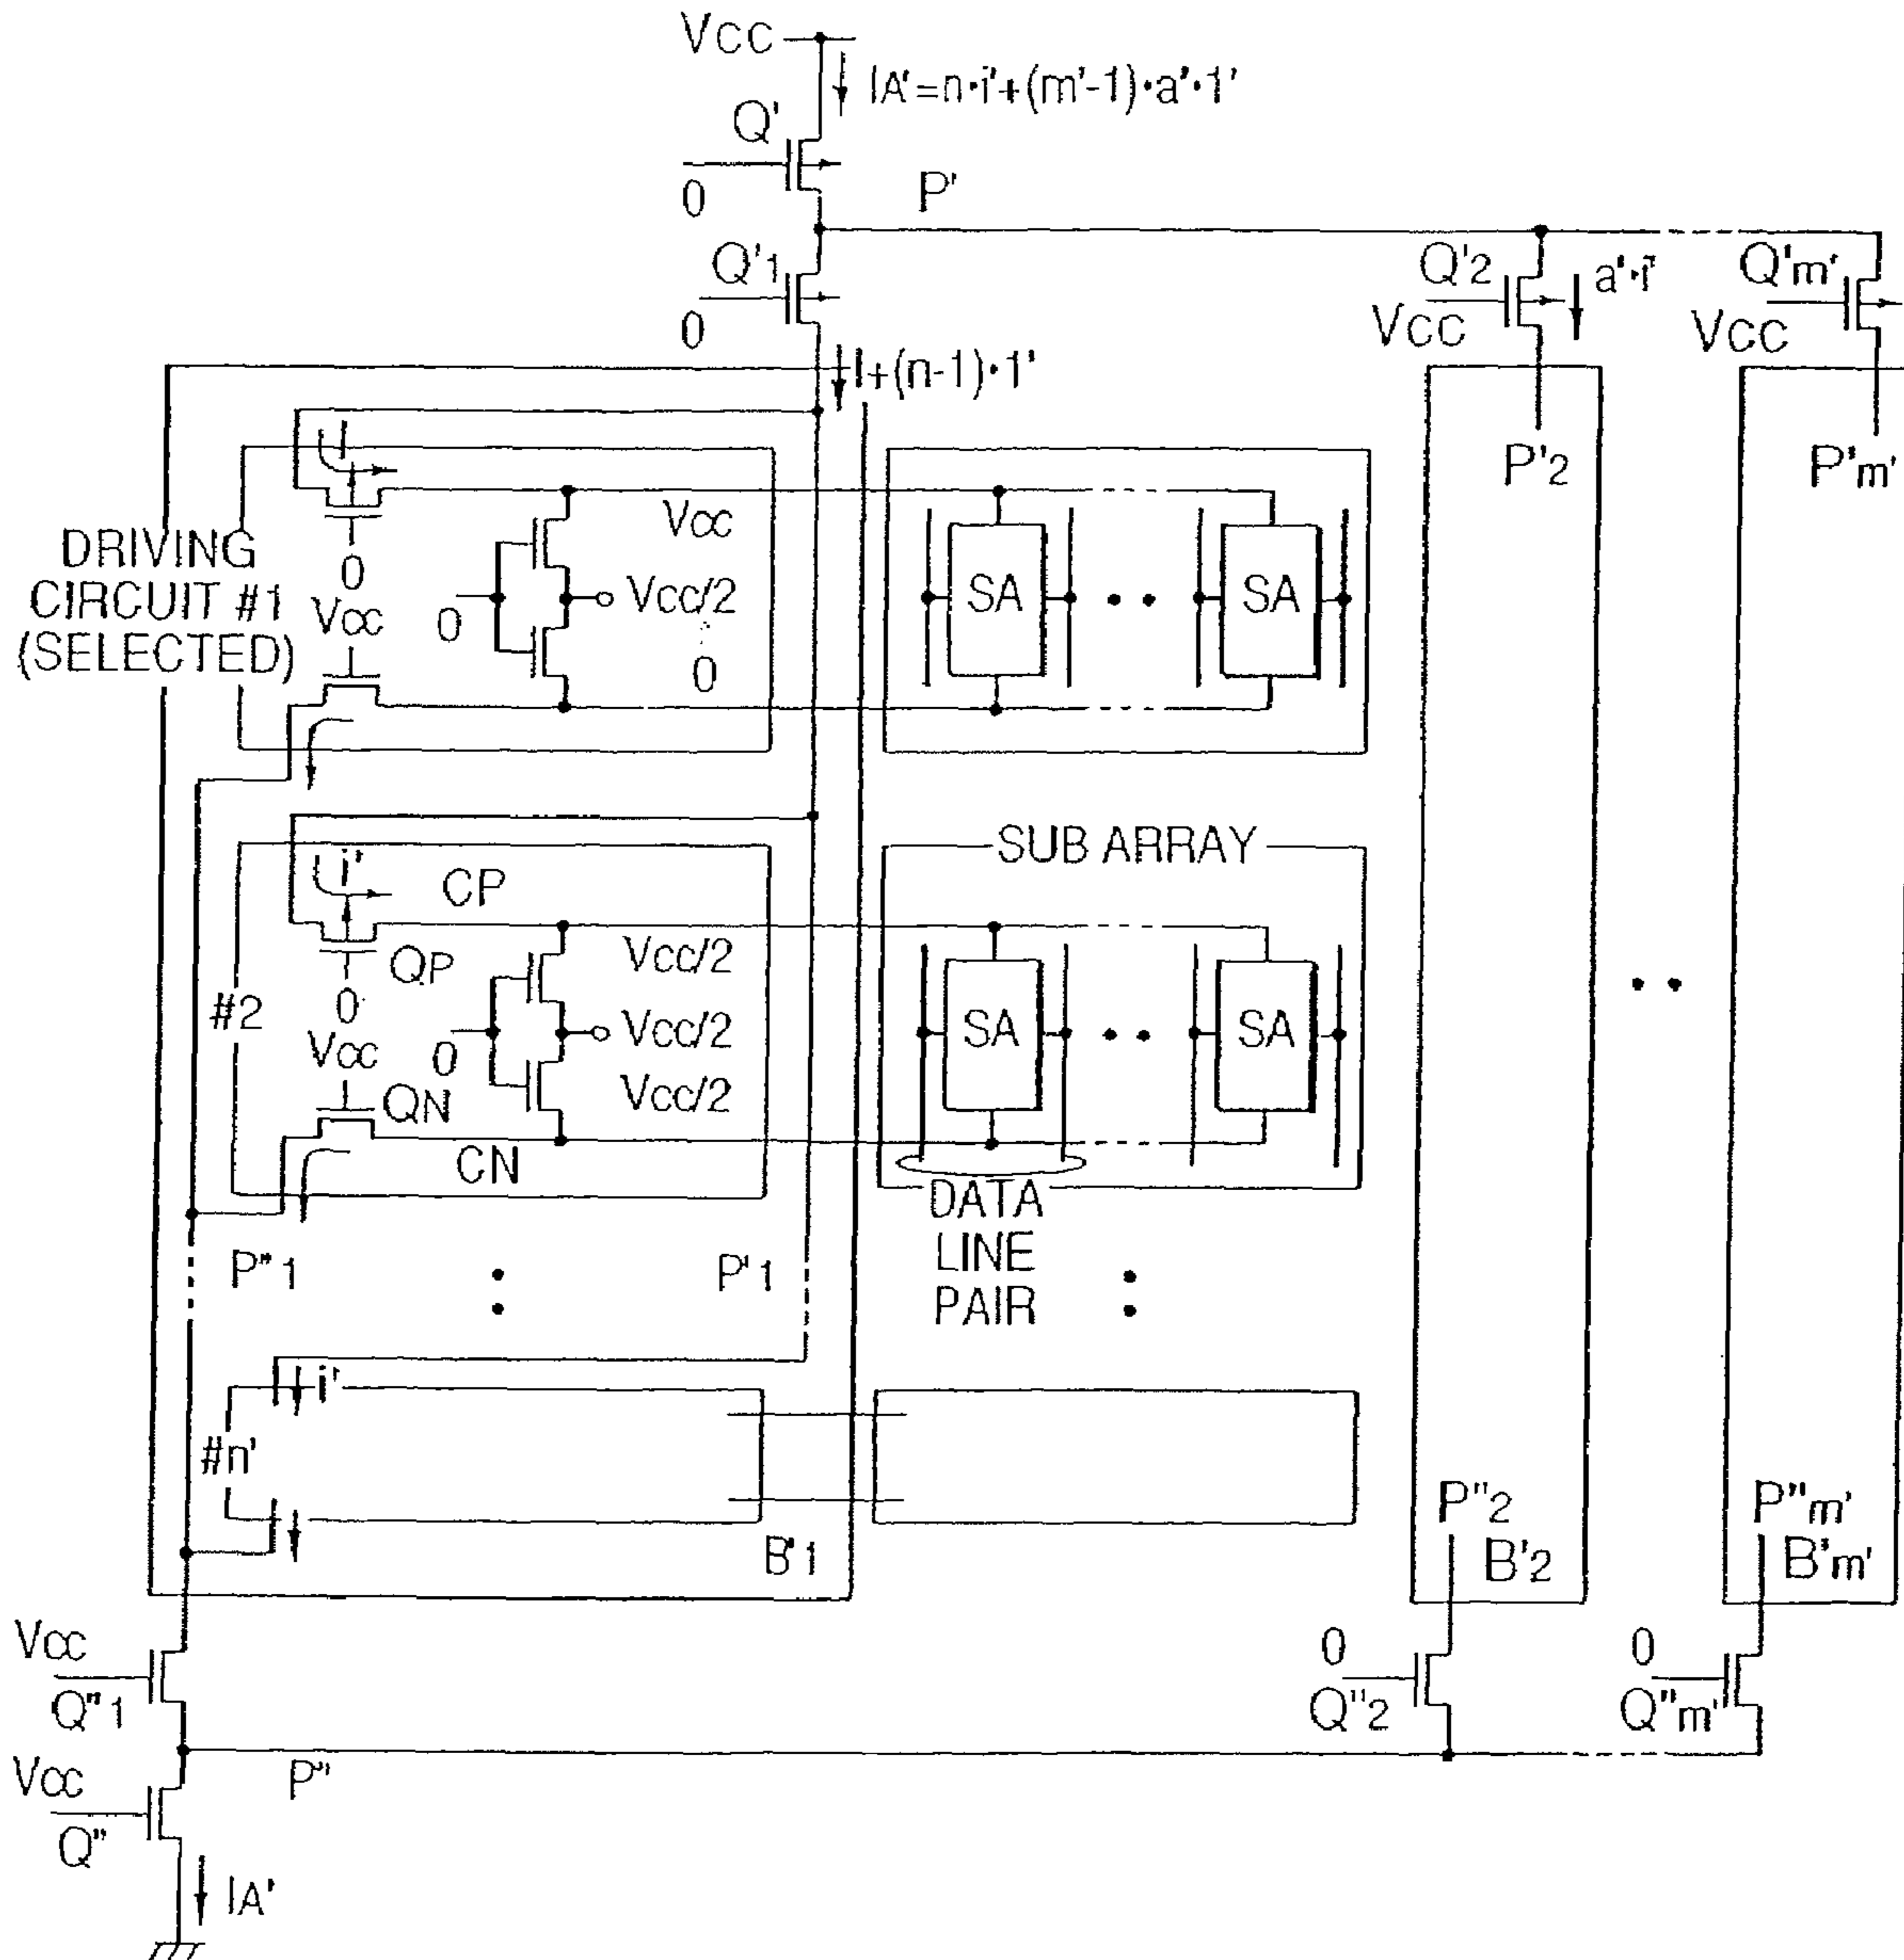 VCC
IA'=n·i'+(m'-1)·a'·1'
Q'
0
P'
Q'1
0
Q'2
a'·i'
VCC
Q'm'
VCC
I+(n-1)·1'
P'2
P'm'
DRIVING
CIRCUIT #1
(SELECTED)
0
VCC
0
VCC
VCC/2
0
SA
SA
i'
CP
SUB ARRAY
QP
0
VCC
#2
QN
CN
0
VCC/2
VCC/2
VCC/2
SA
SA
DATA
LINE
PAIR
P"1
P'1
i'
#n'
B'1
P"2
B'2
P"m'
B'm'
VCC
Q"1
0
Q"2
0
Q"m'
VCC
Q"
P"
IA'